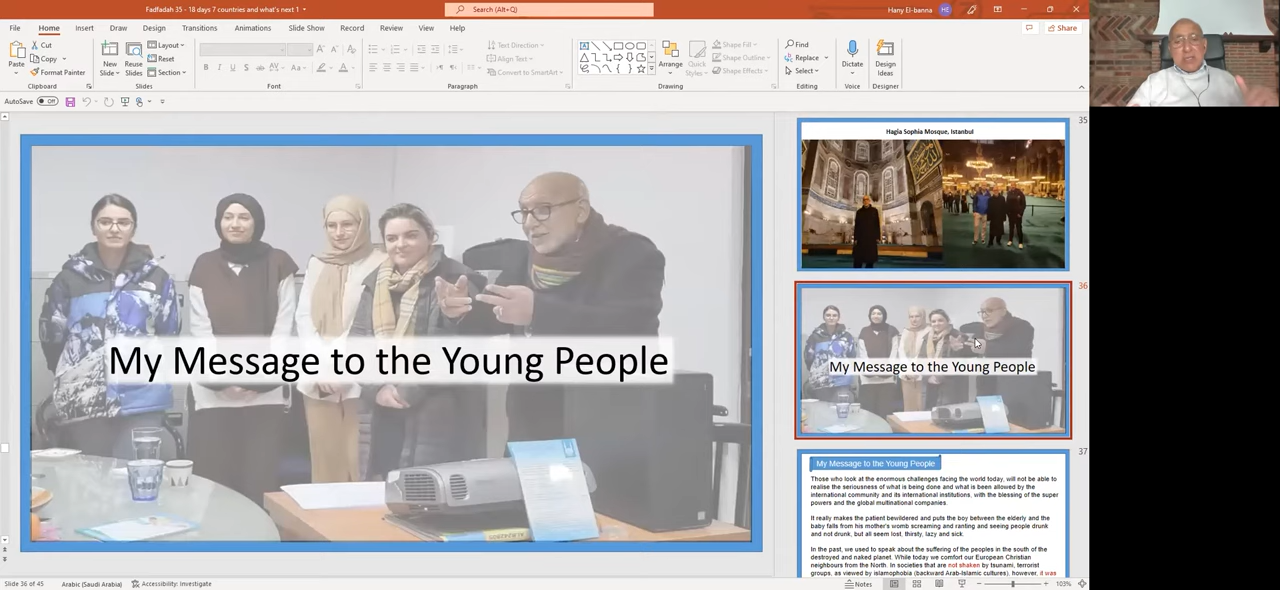 Fadfadah 35 - 18 days 7 countries and what's next 1
Search (Alt+Q)
Hany El-banna
HE
File Home Insert Draw Design Transitions Animations Slide Show Record Review View Help
Share
Paste
Cut
Copy
Format Painter
Clipboard
New Slide
Reuse Slides
Layout
Reset
Section
Slides
Font
Paragraph
Text Direction
Align Text
Convert to SmartArt
Arrange
Quick Styles
Shape Fill
Shape Outline
Shape Effects
Drawing
Find
Replace
Select
Editing
Dictate
Voice
Design Ideas
Designer
AutoSave Off
My Message to the Young People
35
Hagia Sophia Mosque, Istanbul
36
My Message to the Young People
37
My Message to the Young People
Those who look at the enormous challenges facing the world today, will not be able to
realise the seriousness of what is being done and what is been allowed by the
international community and its international institutions, with the blessing of the super
powers and the global multinational companies.
It really makes the patient bewildered and puts the boy between the elderly and the
baby falls from his mother's womb screaming and ranting and seeing people drunk
and not drunk, but all seem lost, thirsty, lazy and sick.
In the past, we used to speak about the suffering of the peoples in the south of the
destroyed and naked planet. While today we comfort our European Christian
neighbours from the North. In societies that are not shaken by tsunami, terrorist
groups, as viewed by islamophobia (backward Arab-Islamic cultures), however, it was
Slide 36 of 45
Arabic (Saudi Arabia)
Accessibility: Investigate
Notes
103%